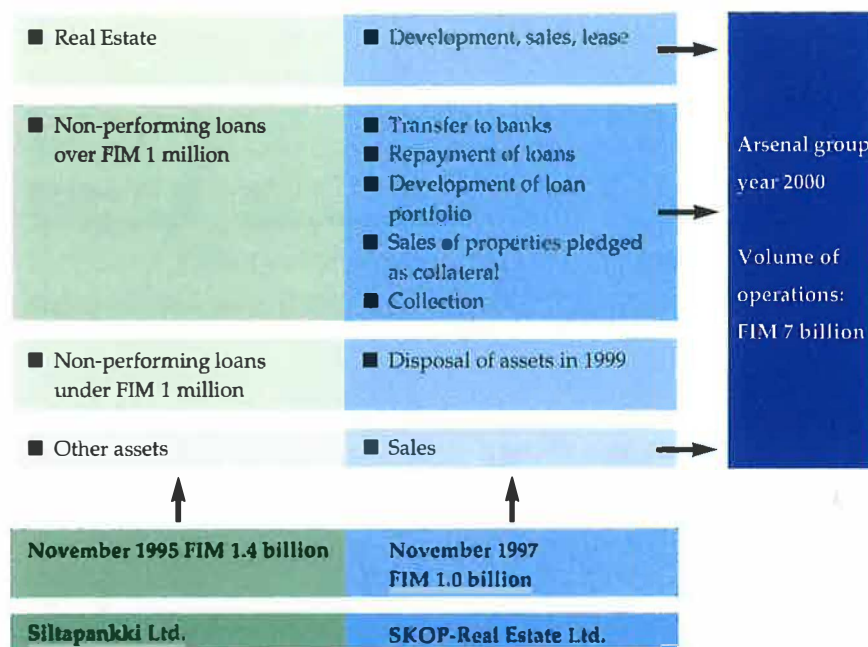 ■ Real Estate
■ Development, sales, lease
■ Non-performing loans
over FIM 1 million
■ Transfer to banks
■ Repayment of loans
■ Development of loan
portfolio
■ Sales of properties pledged
as collateral
■ Collection
■ Non-performing loans
under FIM 1 million
■ Disposal of assets in 1999
■ Other assets
■ Sales
Arsenal group
year 2000
Volume of
operations:
FIM 7 billion
November 1995 FIM 1.4 billion
November 1997
FIM 1.0 billion
Siltapankki Ltd.
SKOP-Real Estate Ltd.